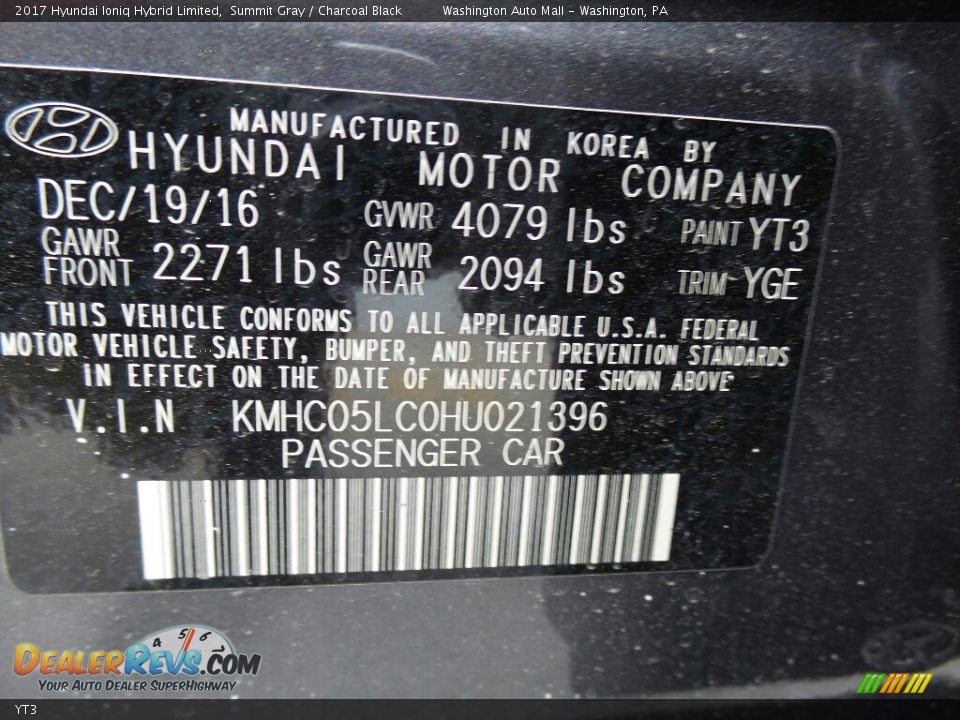 2017 Hyundai Ioniq Hybrid Limited, Summit Gray / Charcoal Black Washington Auto Mall - Washington, PA
MANUFACTURED IN KOREA BY
HYUNDAI MOTOR COMPANY
DEC/19/16 GVWR 4079 lbs PAINT YT3
GAWR FRONT 2271 lbs GAWR REAR 2094 lbs TRIM YGE
THIS VEHICLE CONFORMS TO ALL APPLICABLE U.S.A. FEDERAL
MOTOR VEHICLE SAFETY, BUMPER, AND THEFT PREVENTION STANDARDS
IN EFFECT ON THE DATE OF MANUFACTURE SHOWN ABOVE
V.I.N KMHC05LC0HU021396
PASSENGER CAR
4 5 6
DEALERREVS.COM
YOUR AUTO DEALER SUPERHIGHWAY
YT3